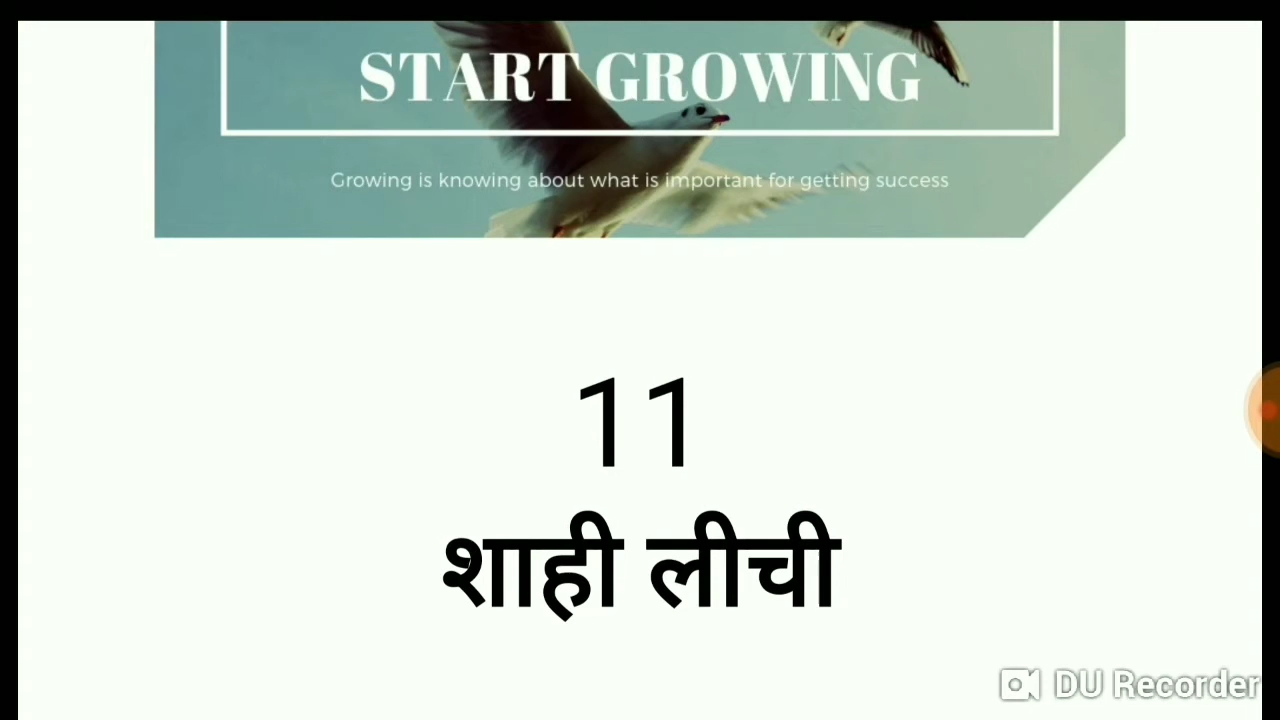 START GROWING
Growing is knowing about what is important for getting success
11
शाही लीची
DU Recorder